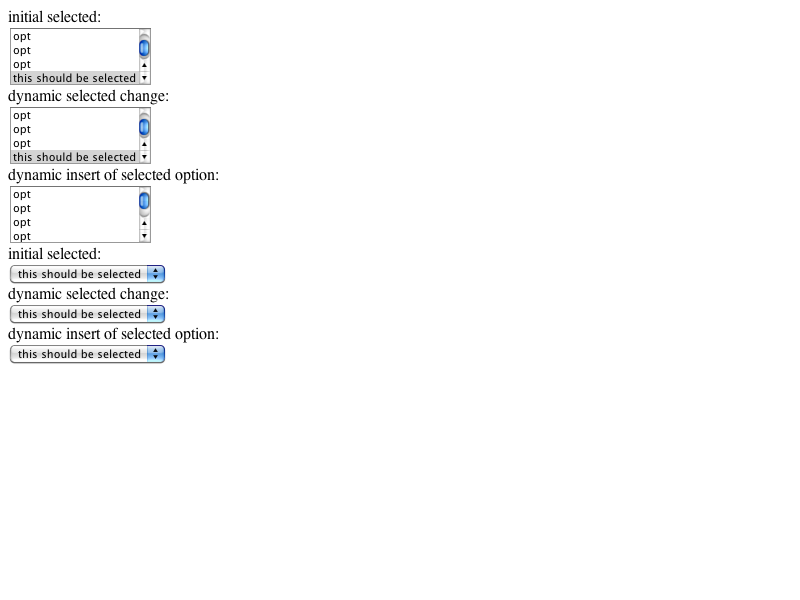 initial selected:
opt
opt
opt
this should be selected
dynamic selected change:
opt
opt
opt
this should be selected
dynamic insert of selected option:
opt
opt
opt
opt
initial selected:
this should be selected
dynamic selected change:
this should be selected
dynamic insert of selected option:
this should be selected